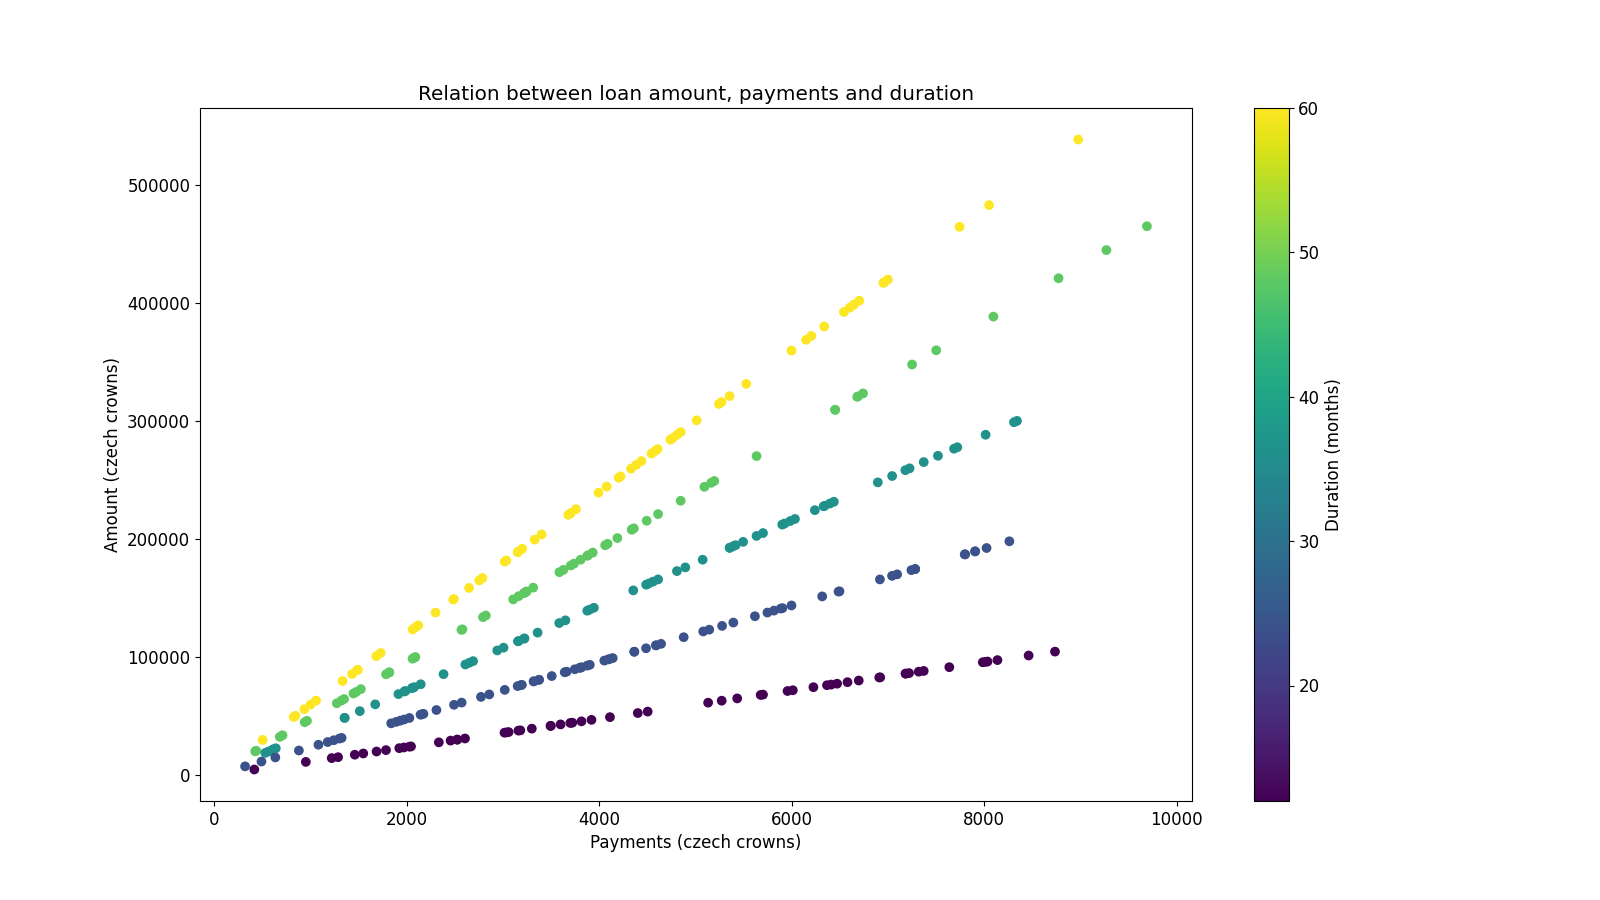 Relation between loan amount, payments and duration
Amount (czech crowns)
500000
400000
300000
200000
100000
0
0 2000 4000 6000 8000 10000
Payments (czech crowns)
60
50
40
30
20
Duration (months)